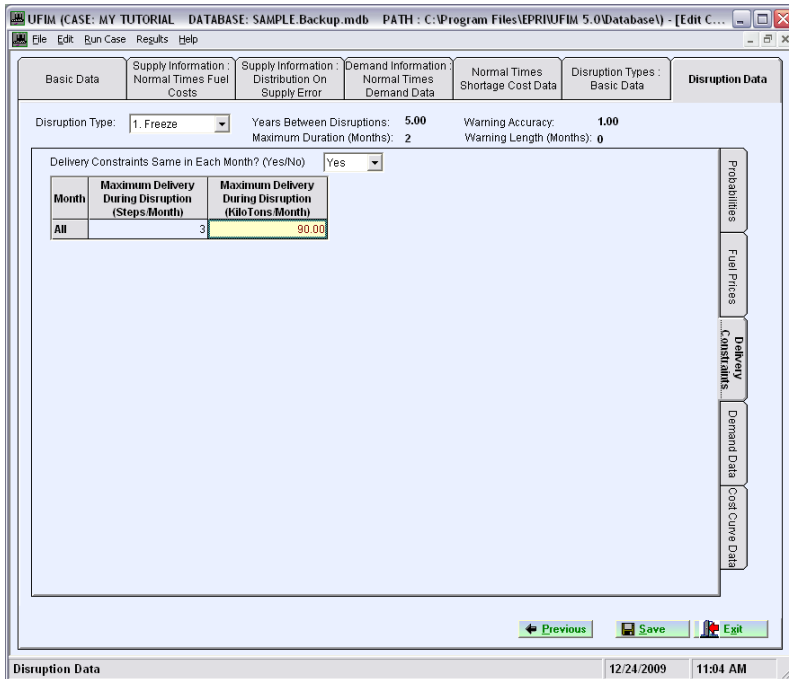 UFIM (CASE: MY TUTORIAL DATABASE: SAMPLE.Backup.mdb PATH : C:\Program Files\EPRI\UFIM 5.0\Database\) - [Edit C...
File Edit Run Case Results Help
Basic Data
Supply Information :
Normal Times Fuel
Costs
Supply Information :
Distribution On
Supply Error
Demand Information :
Normal Times
Demand Data
Normal Times
Shortage Cost Data
Disruption Types :
Basic Data
Disruption Data
Disruption Type: 1. Freeze
Years Between Disruptions: 5.00
Warning Accuracy: 1.00
Maximum Duration (Months): 2
Warning Length (Months): 0
Delivery Constraints Same in Each Month? (Yes/No) Yes
Month
Maximum Delivery
During Disruption
(Steps/Month)
Maximum Delivery
During Disruption
(KiloTons/Month)
All 3 90.00
Probabilities
Fuel Prices
Delivery
Constraints
Demand Data
Cost Curve Data
Previous Save Exit
Disruption Data 12/24/2009 11:04 AM